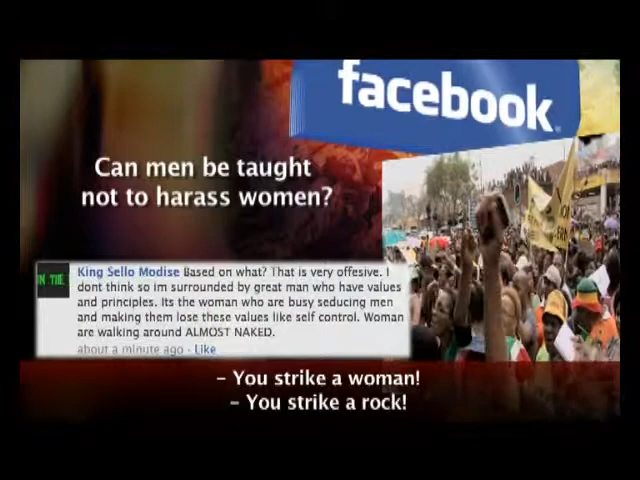 facebook
Can men be taught
not to harass women?
IN THE
King Sello Modise Based on what? That is very offesive. I
dont think so im surrounded by great man who have values
and principles. Its the woman who are busy seducing men
and making them lose these values like self control. Woman
are walking around ALMOST NAKED.
about a minute ago · Like
- You strike a woman!
- You strike a rock!